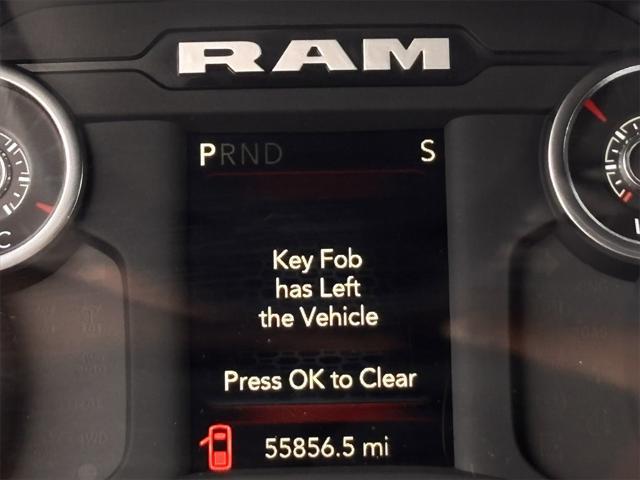 RAM
PRND S
Key Fob
has Left
the Vehicle
Press OK to Clear
55856.5 mi
C